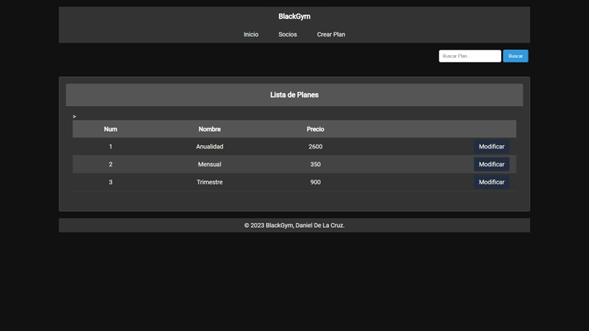 BlackGym
Inicio Socios Crear Plan
Buscar Plan Buscar
Lista de Planes
>
Num Nombre Precio
1 Anualidad 2600 Modificar
2 Mensual 350 Modificar
3 Trimestre 900 Modificar
© 2023 BlackGym, Daniel De La Cruz.